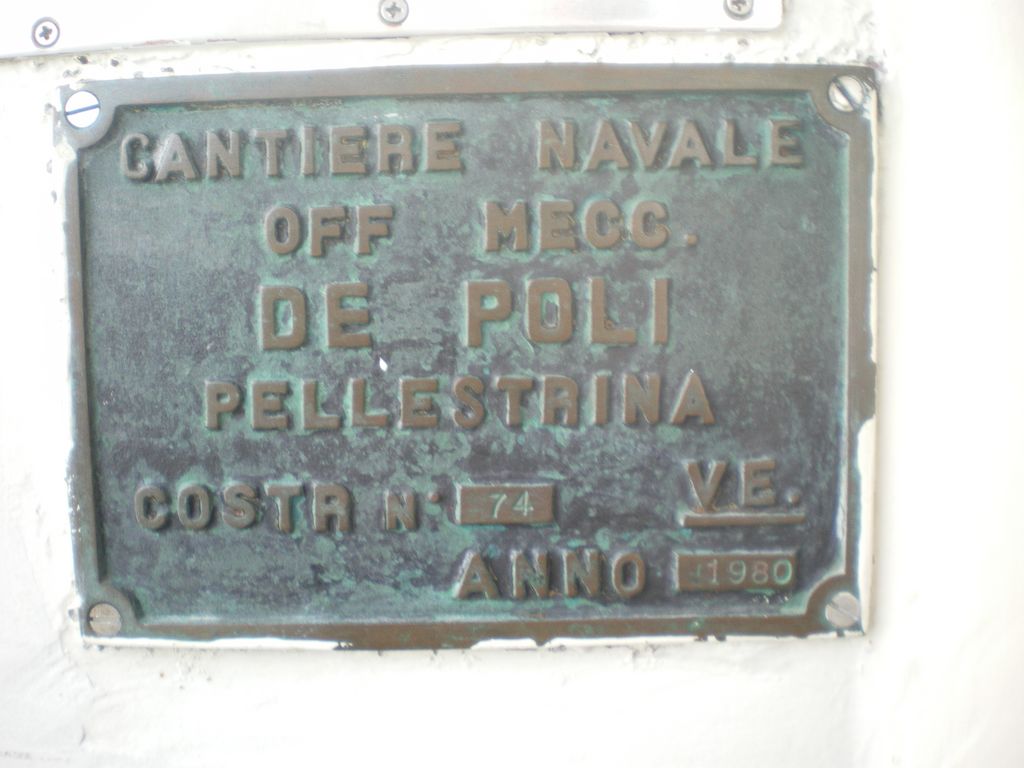 CANTIERE NAVALE
OFF MECC.
DE POLI
PELLESTRINA
COSTR N° 74 V.E.
ANNO 1980